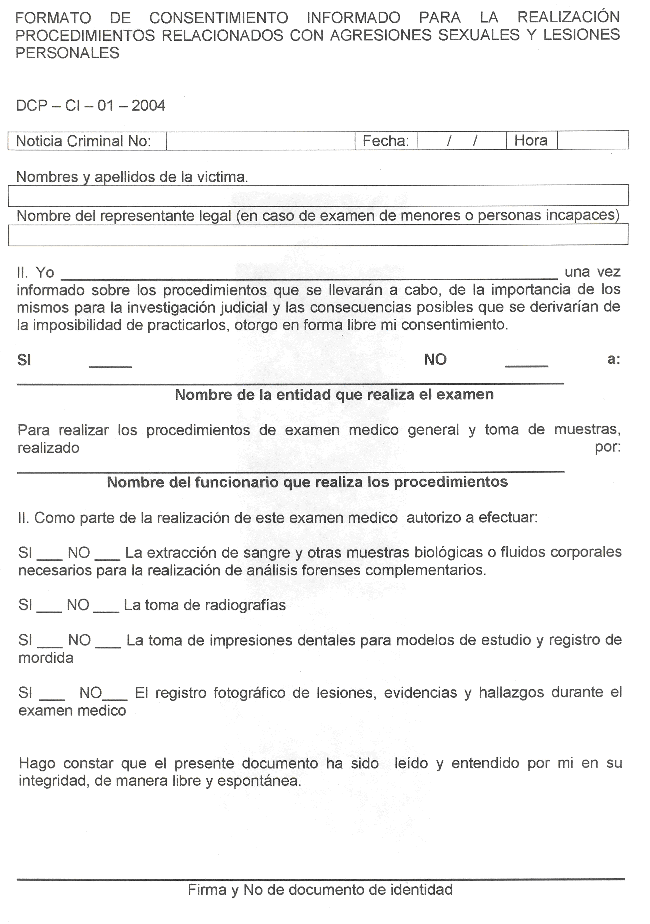 FORMATO DE CONSENTIMIENTO INFORMADO PARA LA REALIZACIÓN
PROCEDIMIENTOS RELACIONADOS CON AGRESIONES SEXUALES Y LESIONES
PERSONALES
DCP – CI – 01 – 2004
Noticia Criminal No: Fecha: / / Hora
Nombres y apellidos de la victima.
Nombre del representante legal (en caso de examen de menores o personas incapaces)
II. Yo ______________________ una vez
informado sobre los procedimientos que se llevarán a cabo, de la importancia de los
mismos para la investigación judicial y las consecuencias posibles que se derivarían de
la imposibilidad de practicarlos, otorgo en forma libre mi consentimiento.
SI _____ NO _____ a:
Nombre de la entidad que realiza el examen
Para realizar los procedimientos de examen medico general y toma de muestras,
realizado por:
Nombre del funcionario que realiza los procedimientos
II. Como parte de la realización de este examen medico autorizo a efectuar:
SI ___ NO ___ La extracción de sangre y otras muestras biológicas o fluidos corporales
necesarios para la realización de análisis forenses complementarios.
SI ___ NO ___ La toma de radiografías
SI ___ NO ___ La toma de impresiones dentales para modelos de estudio y registro de
mordida
SI ___ NO___ El registro fotográfico de lesiones, evidencias y hallazgos durante el
examen medico
Hago constar que el presente documento ha sido leído y entendido por mi en su
integridad, de manera libre y espontánea.
Firma y No de documento de identidad